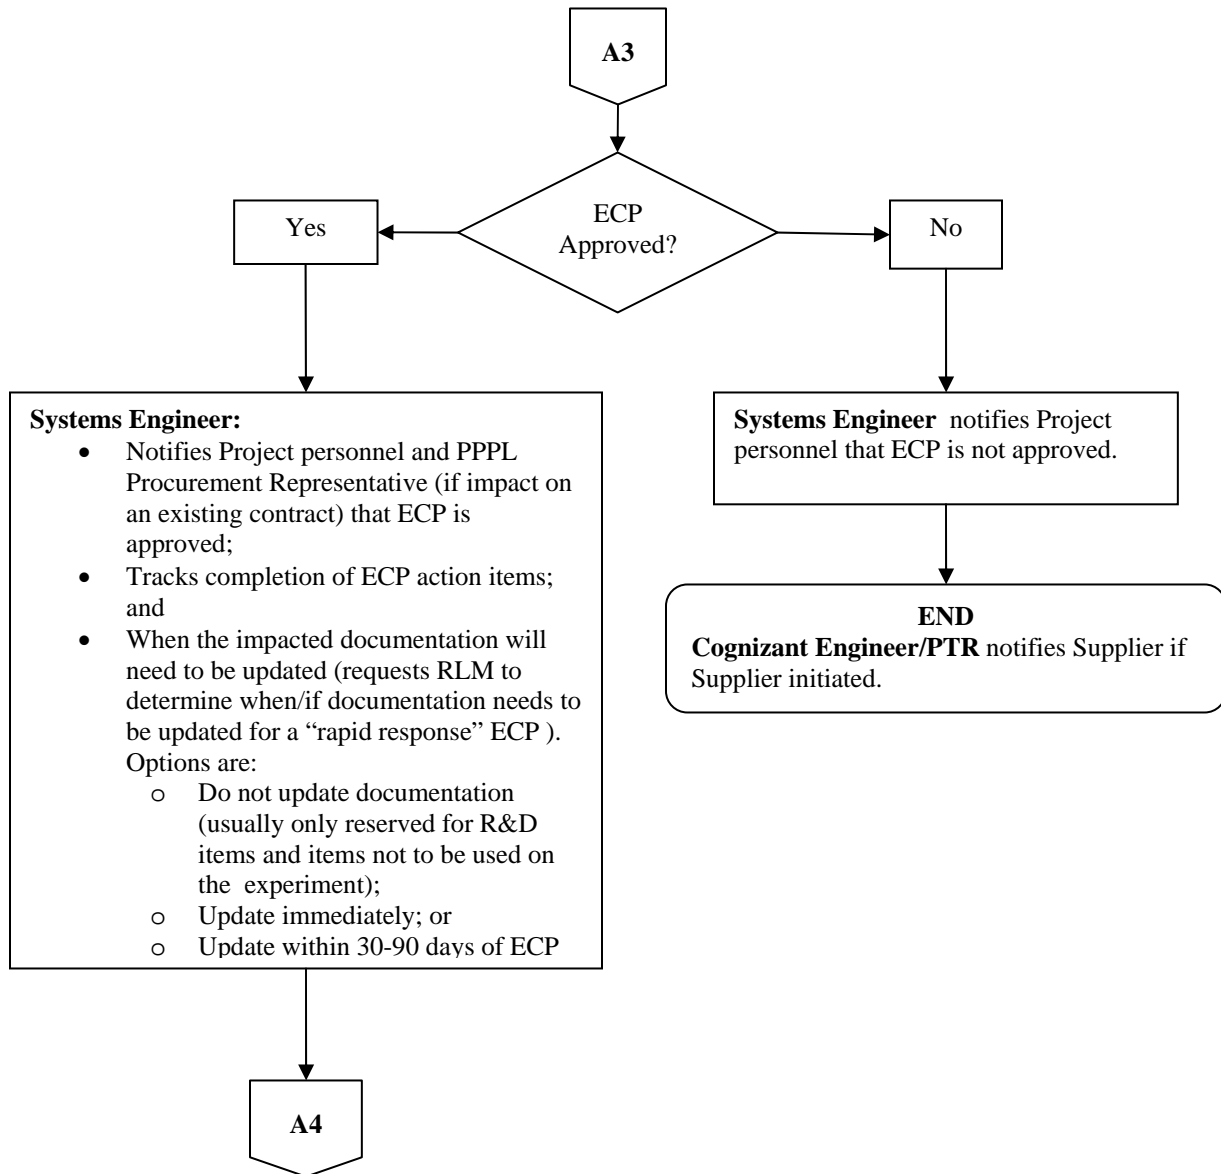 A3
ECP
Approved?
Yes
No
Systems Engineer:
• Notifies Project personnel and PPPL
Procurement Representative (if impact on
an existing contract) that ECP is
approved;
• Tracks completion of ECP action items;
and
• When the impacted documentation will
need to be updated (requests RLM to
determine when/if documentation needs to
be updated for a “rapid response” ECP ).
Options are:
o Do not update documentation
(usually only reserved for R&D
items and items not to be used on
the experiment);
o Update immediately; or
o Update within 30-90 days of ECP
Systems Engineer notifies Project
personnel that ECP is not approved.
END
Cognizant Engineer/PTR notifies Supplier if
Supplier initiated.
A4